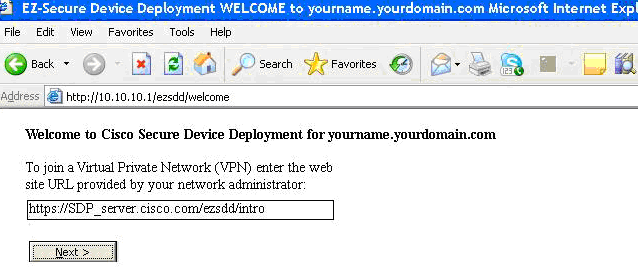 EZ-Secure Device Deployment WELCOME to yourname.yourdomain.com Microsoft Internet Expl
File Edit View Favorites Tools Help
Back Search Favorites
Address http://10.10.10.1/ezsdd/welcome
Welcome to Cisco Secure Device Deployment for yourname.yourdomain.com
To join a Virtual Private Network (VPN) enter the web
site URL provided by your network administrator:
https://SDP_server.cisco.com/ezsdd/intro
Next >